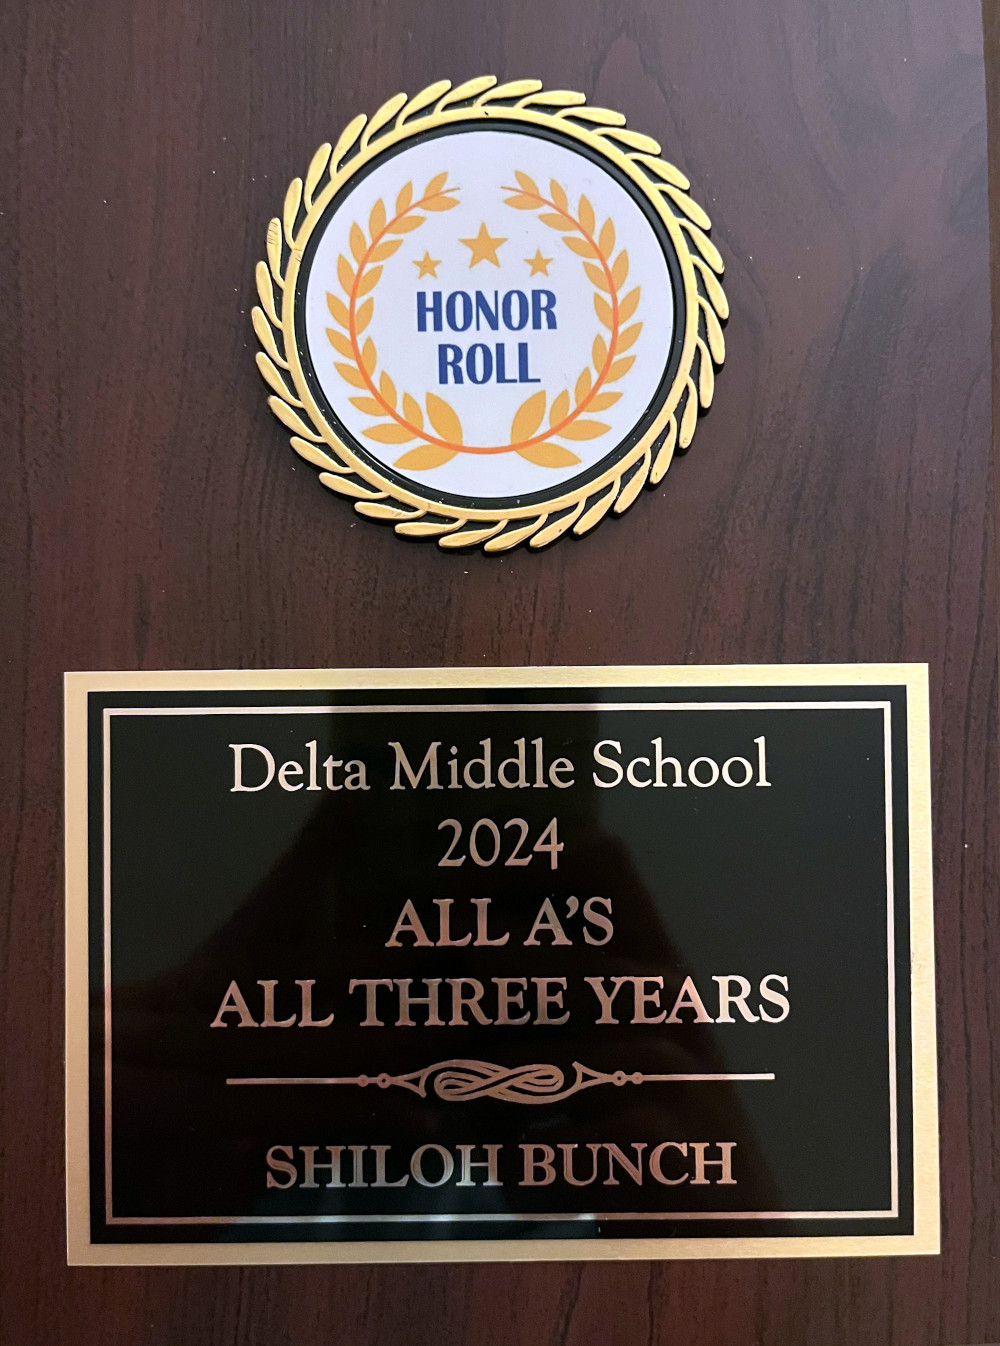 HONOR
ROLL
Delta Middle School
2024
ALL A’S
ALL THREE YEARS
SHILOH BUNCH